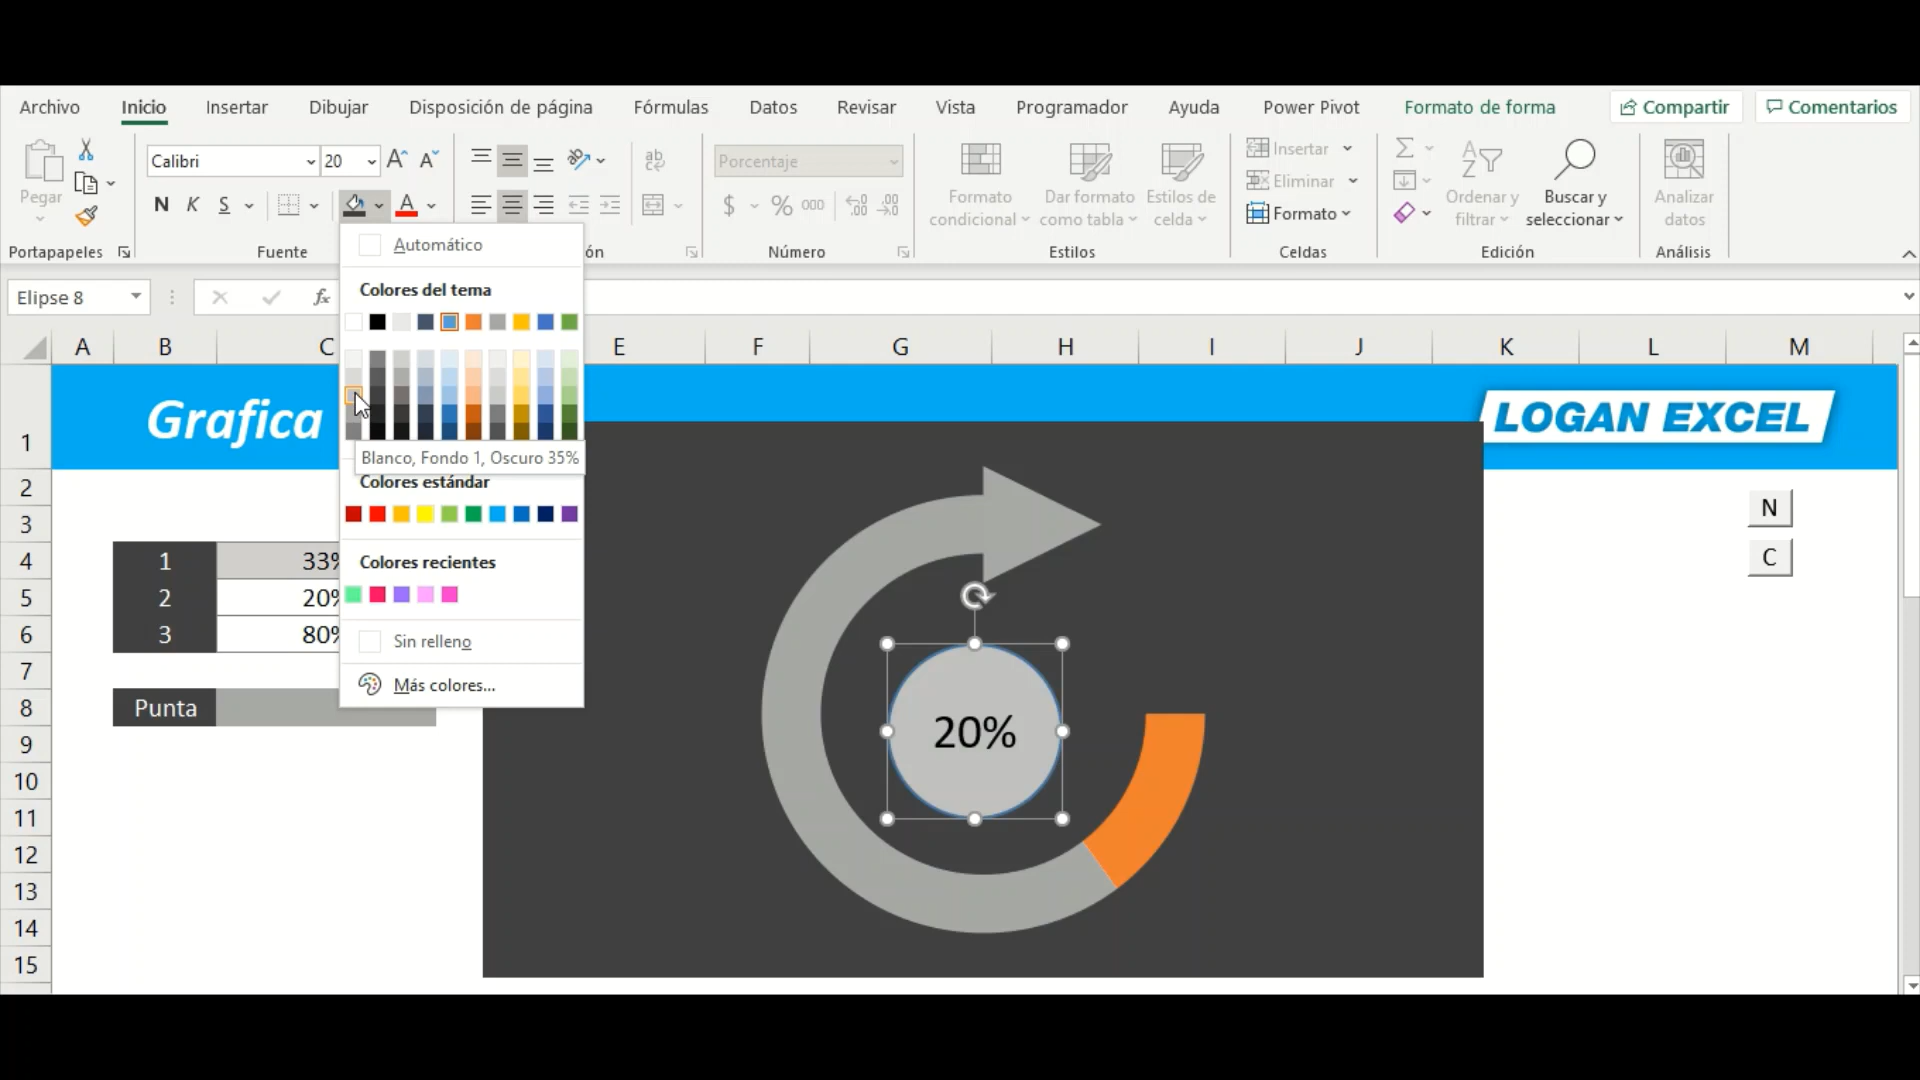 Archivo Inicio Insertar Dibujar Disposición de página Fórmulas Datos Revisar Vista Programador Ayuda Power Pivot Formato de forma Compartir Comentarios
Pegar
Portapapeles
Calibri 20 A A
N K S A
Fuente
ab
ón
Porcentaje
$ % 000
Número
Formato condicional
Dar formato como tabla
Estilos de celda
Estilos
Insertar
Eliminar
Formato
Celdas
Ordenar y filtrar
Buscar y seleccionar
Edición
Analizar datos
Análisis
Elipse 8 fx
Automático
Colores del tema
Blanco, Fondo 1, Oscuro 35%
Colores estándar
Colores recientes
Sin relleno
Más colores...
A B C E F G H I J K L M
1 Grafica LOGAN EXCEL
2
3
4 1 33%
5 2 20%
6 3 80%
7
8 Punta
9
10
11
12
13
14
15
20%
N
C